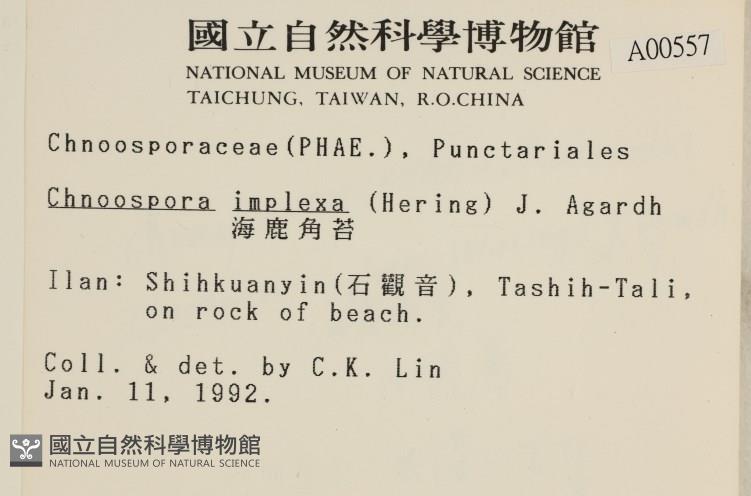 國立自然科學博物館
A00557
NATIONAL MUSEUM OF NATURAL SCIENCE
TAICHUNG, TAIWAN, R.O.CHINA
Chnoosporaceae(PHAE.), Punctariales
Chnoospora implexa (Hering) J. Agardh
海鹿角苔
Ilan: Shihkuanyin(石觀音), Tashih-Tali,
on rock of beach.
Coll. & det. by C.K. Lin
Jan. 11, 1992.
國立自然科學博物館
NATIONAL MUSEUM OF NATURAL SCIENCE